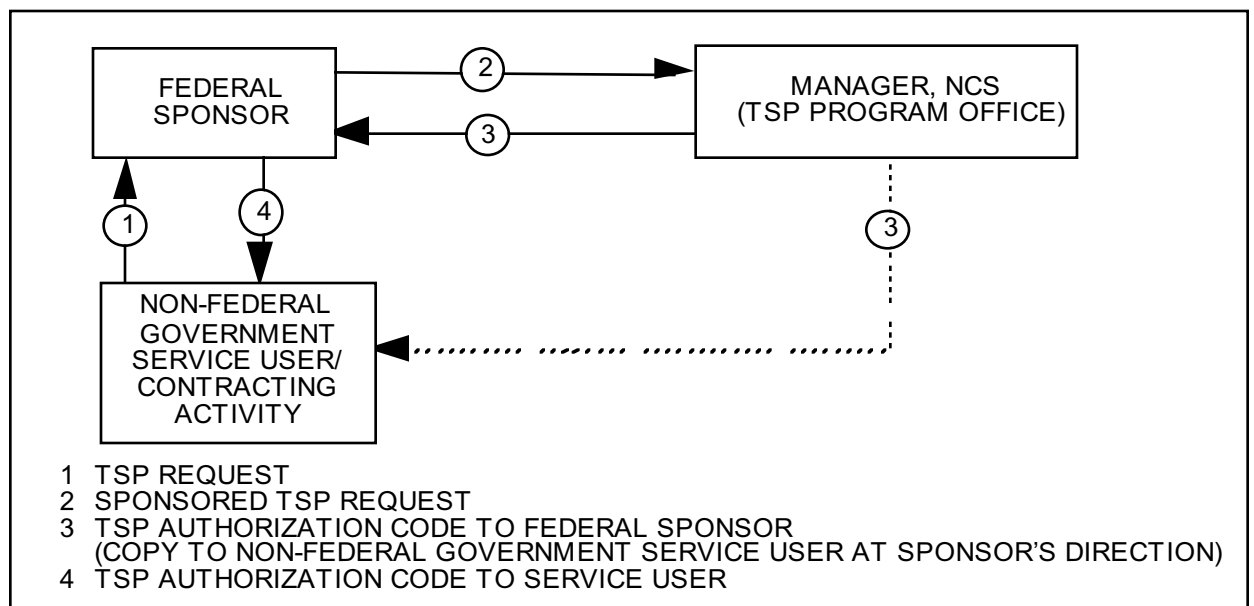 FEDERAL
SPONSOR
2
3
MANAGER, NCS
(TSP PROGRAM OFFICE)
1
4
3
NON-FEDERAL
GOVERNMENT
SERVICE USER/
CONTRACTING
ACTIVITY
1 TSP REQUEST
2 SPONSORED TSP REQUEST
3 TSP AUTHORIZATION CODE TO FEDERAL SPONSOR
(COPY TO NON-FEDERAL GOVERNMENT SERVICE USER AT SPONSOR'S DIRECTION)
4 TSP AUTHORIZATION CODE TO SERVICE USER